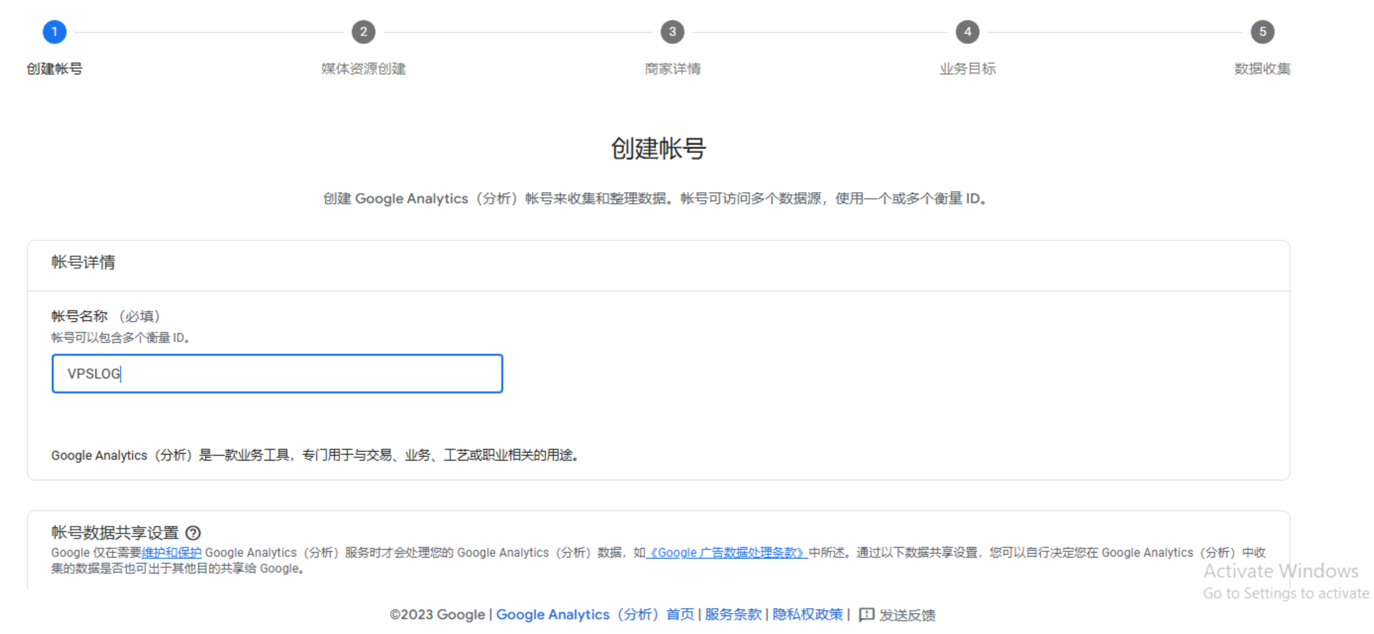 1 2 3 4 5
创建帐号 媒体资源创建 商家详情 业务目标 数据收集
创建帐号
创建 Google Analytics（分析）帐号来收集和整理数据。帐号可访问多个数据源，使用一个或多个衡量 ID。
帐号详情
帐号名称 （必填）
帐号可以包含多个衡量 ID。
VPSLOG
Google Analytics（分析）是一款业务工具，专门用于与交易、业务、工艺或职业相关的用途。
帐号数据共享设置 ?
Google 仅在需要维护和保护 Google Analytics（分析）服务时才会处理您的 Google Analytics（分析）数据，如《Google 广告数据处理条款》中所述。通过以下数据共享设置，您可以自行决定您在 Google Analytics（分析）中收
集的数据是否也可出于其他目的共享给 Google。
Activate Windows
Go to Settings to activate
©2023 Google | Google Analytics（分析）首页 | 服务条款 | 隐私权政策 | 发送反馈